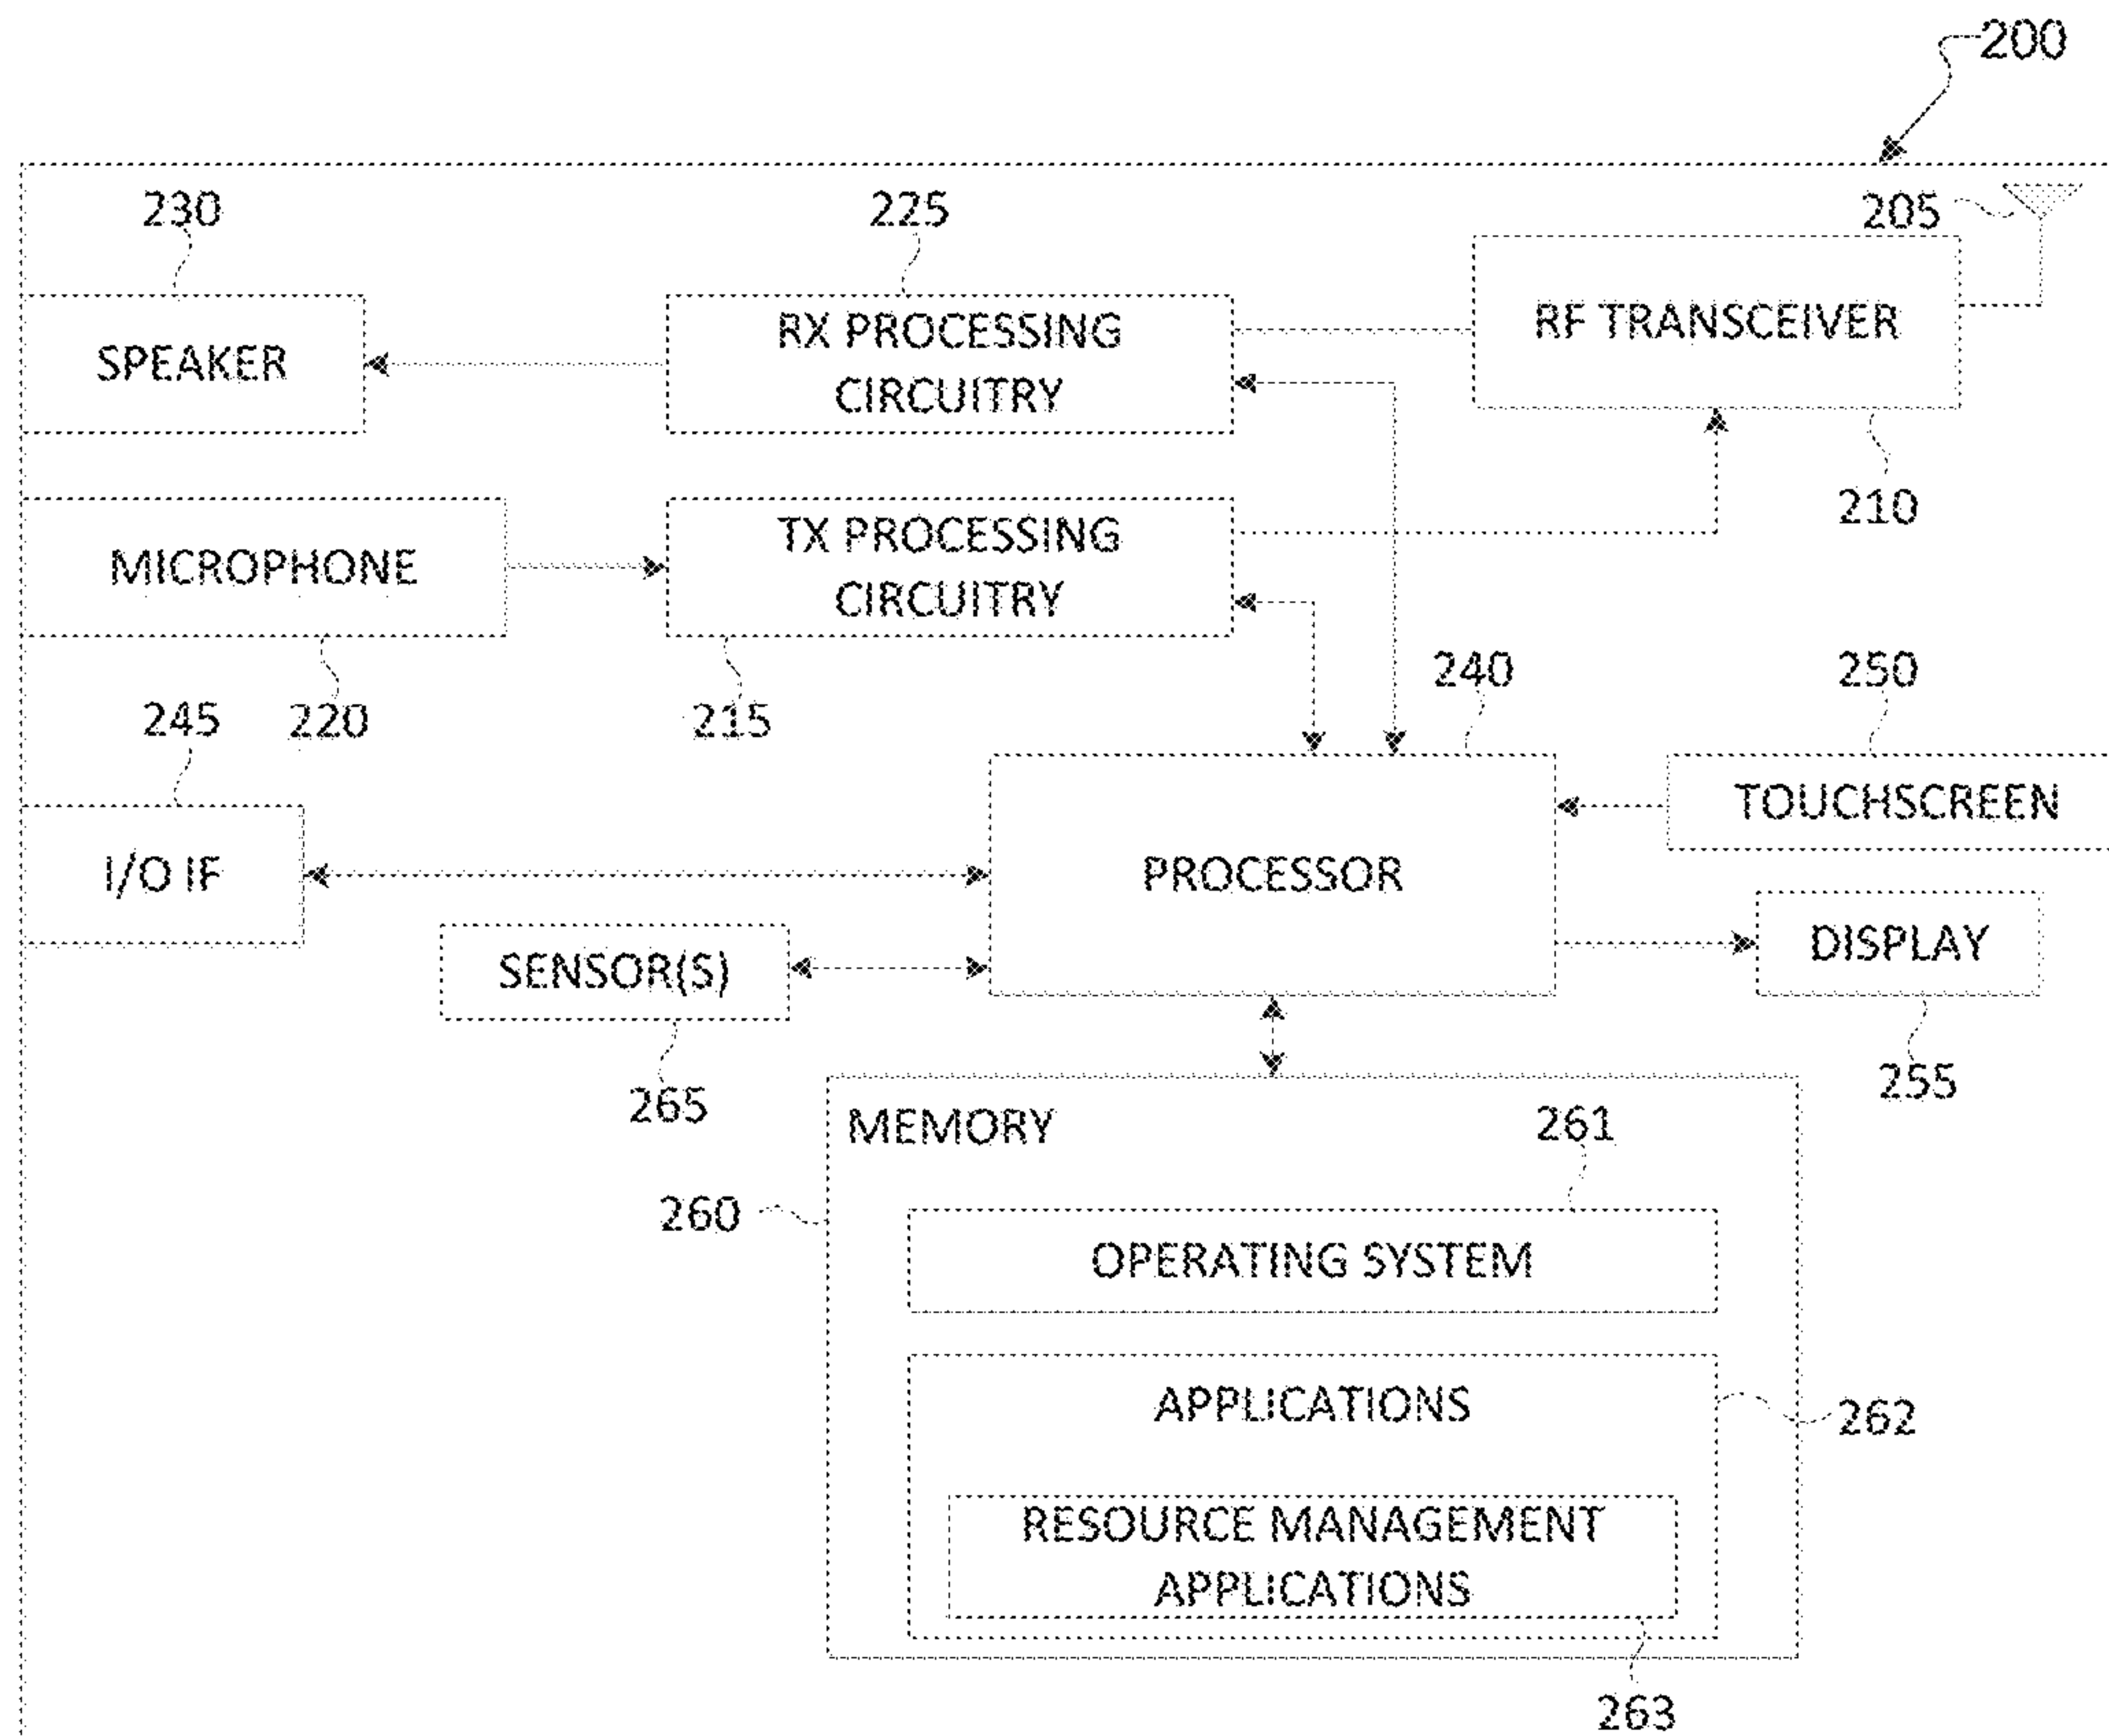 200
230
225
205
SPEAKER
RX PROCESSING
CIRCUITRY
RF TRANSCEIVER
210
MICROPHONE
TX PROCESSING
CIRCUITRY
240
250
245
220
215
I/O IF
PROCESSOR
TOUCHSCREEN
SENSOR(S)
DISPLAY
265
255
MEMORY
261
260
OPERATING SYSTEM
APPLICATIONS
262
RESOURCE MANAGEMENT
APPLICATIONS
263